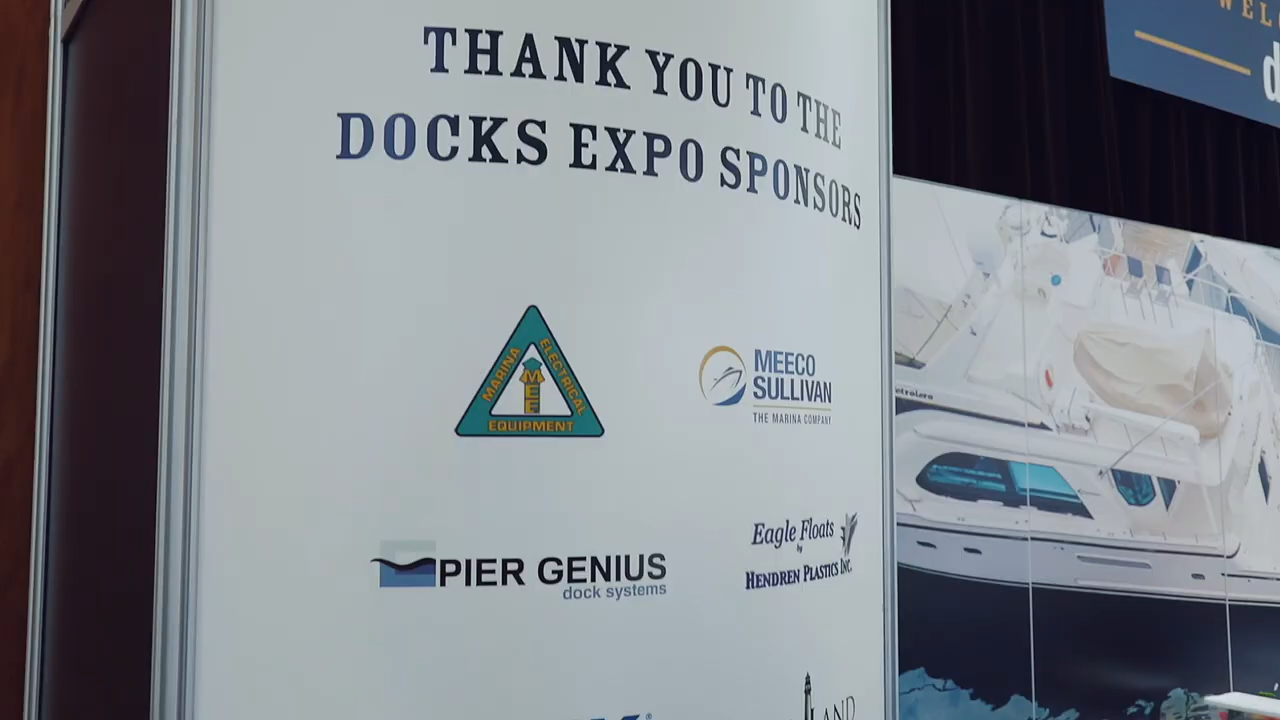 THANK YOU TO THE
DOCKS EXPO SPONSORS
MARINA
ELECTRICAL
EQUIPMENT
MEE
MEECO
SULLIVAN
THE MARINA COMPANY
PIER GENIUS
dock systems
Eagle Floats
by
HENDREN PLASTICS INC.
LAND